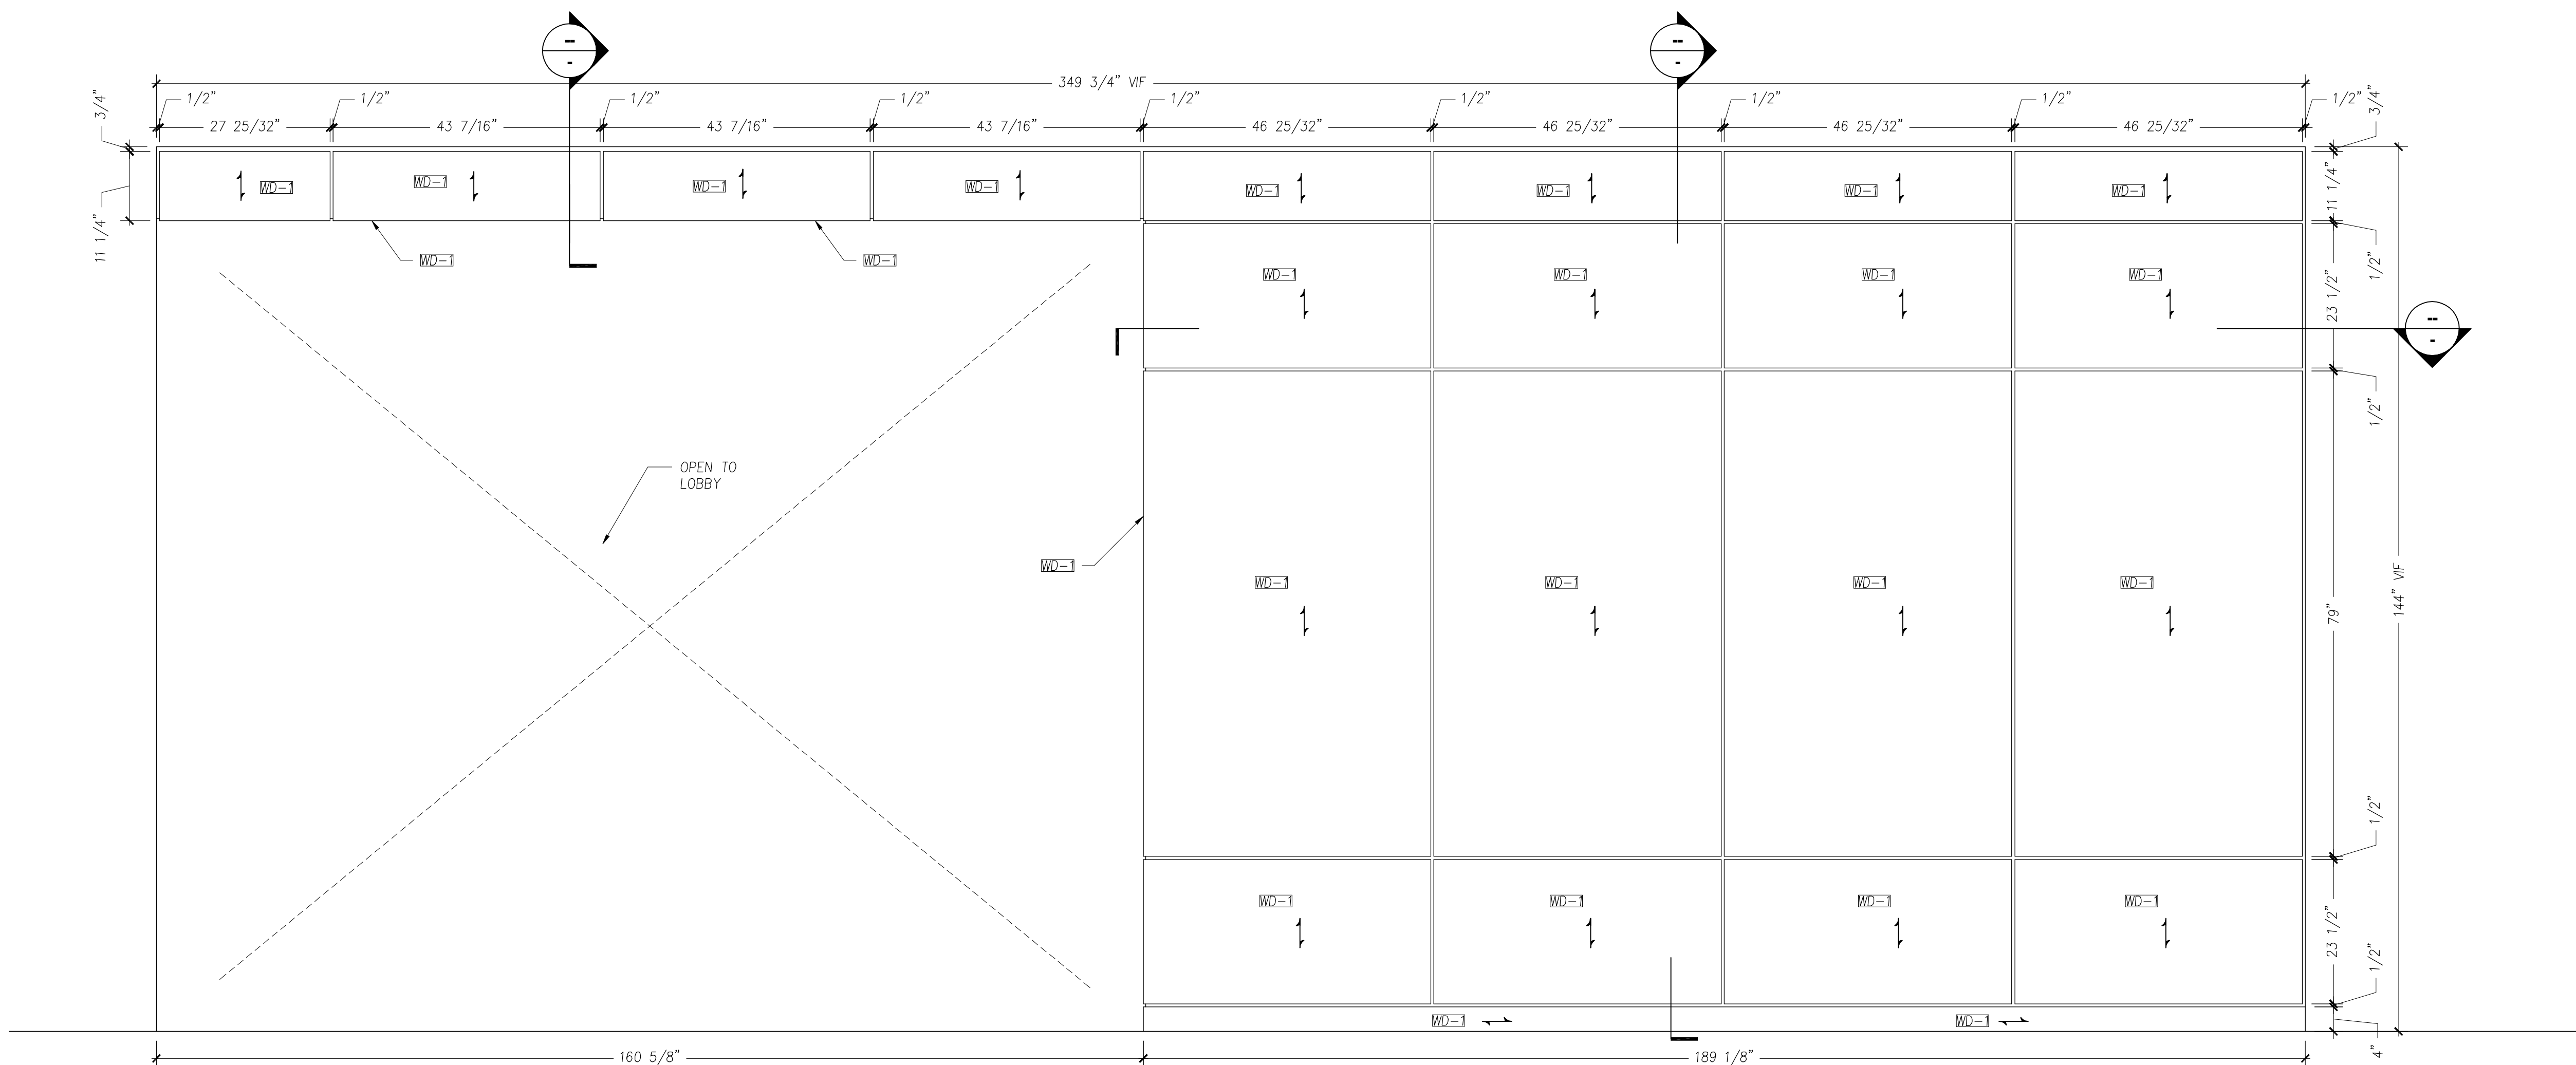 -- --
- -
349 3/4" VIF
3/4" 1/2" 1/2" 1/2" 1/2" 1/2" 1/2" 1/2" 1/2" 1/2" 3/4"
27 25/32" 43 7/16" 43 7/16" 43 7/16" 46 25/32" 46 25/32" 46 25/32" 46 25/32"
11 1/4" WD-1 WD-1 WD-1 WD-1 WD-1 WD-1 WD-1 WD-1 11 1/4"
WD-1 WD-1 1/2"
WD-1 WD-1 WD-1 WD-1 23 1/2"
--
-
1/2"
OPEN TO
LOBBY
WD-1
WD-1 WD-1 WD-1 WD-1 79" 144" VIF
1/2"
WD-1 WD-1 WD-1 WD-1 23 1/2"
1/2"
WD-1 WD-1 4"
160 5/8" 189 1/8"